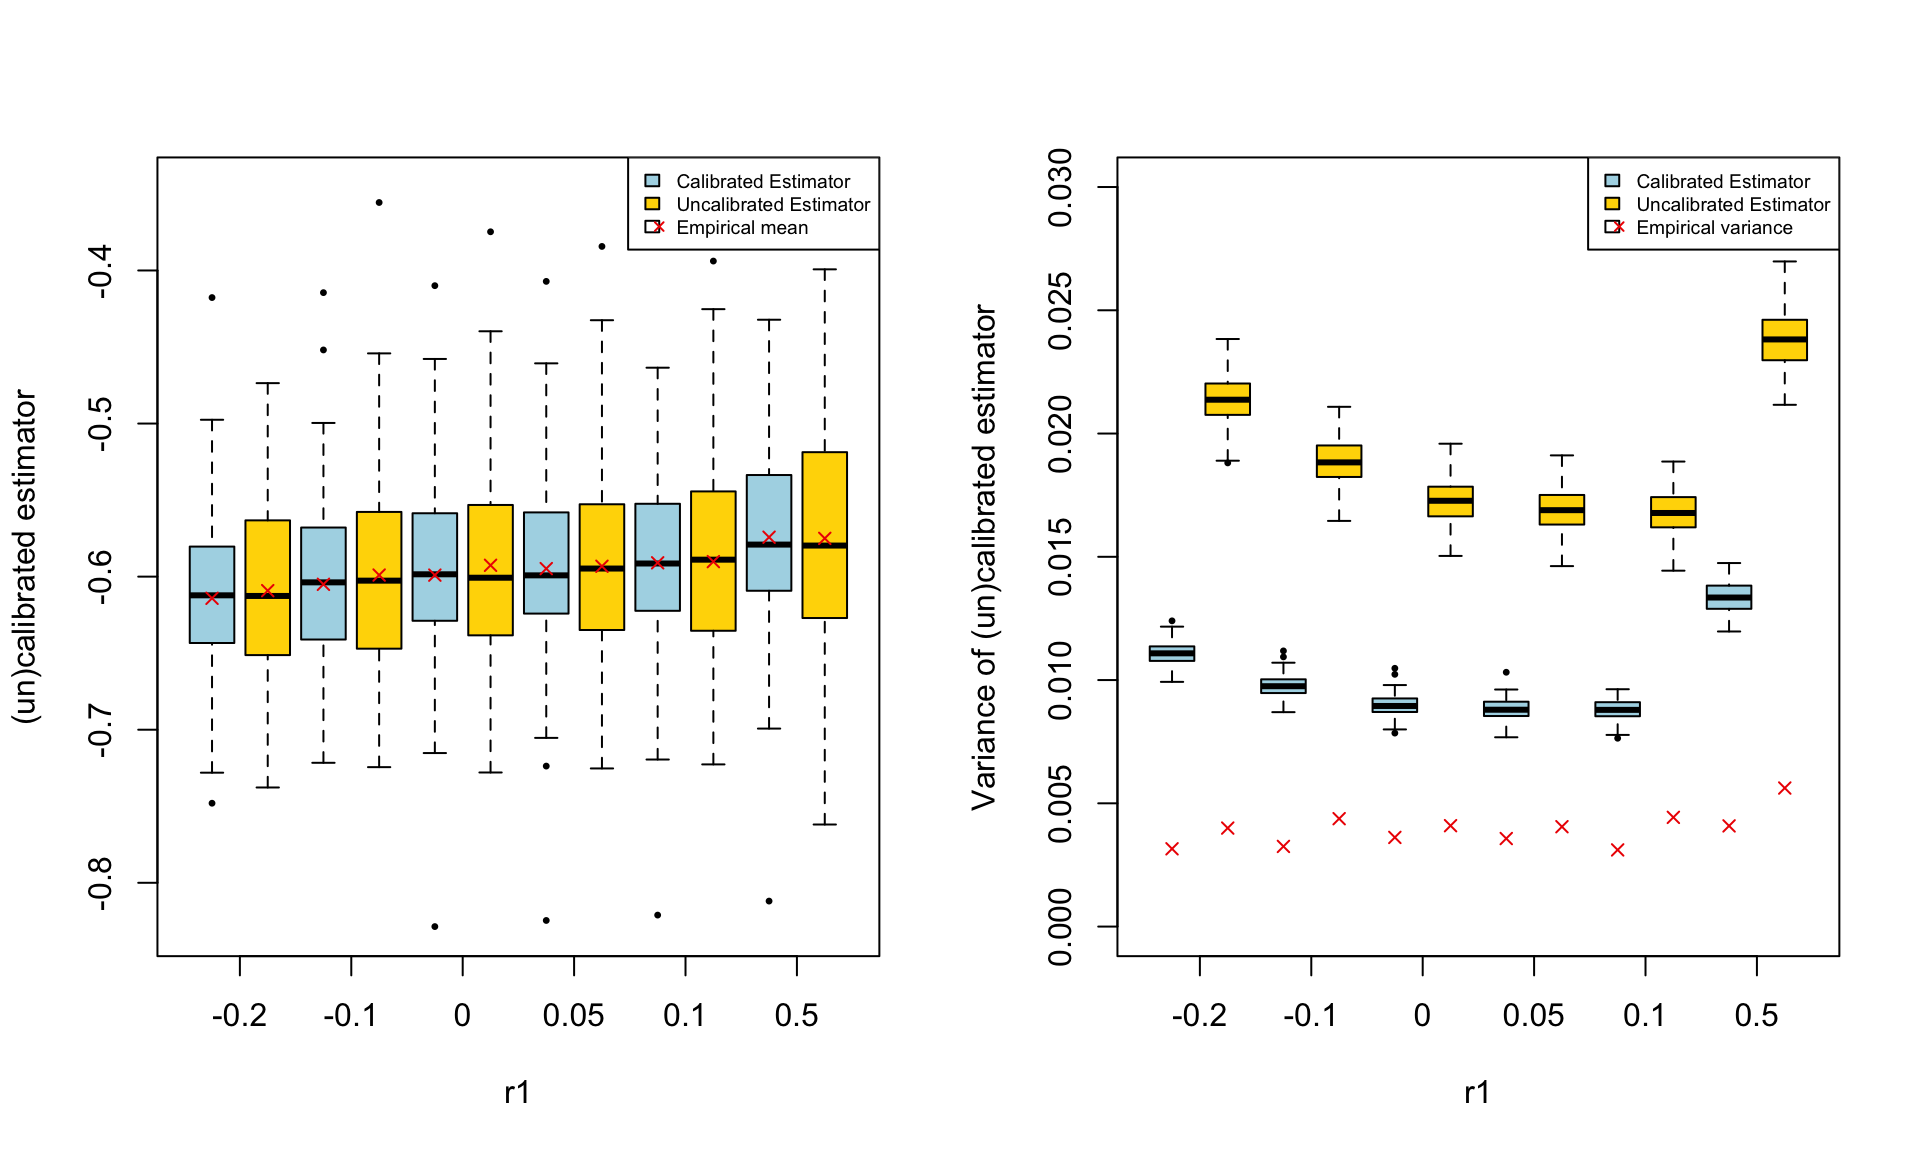 (un)calibrated estimator
-0.4
-0.5
-0.6
-0.7
-0.8
Calibrated Estimator
Uncalibrated Estimator
Empirical mean
-0.2 -0.1 0 0.05 0.1 0.5
r1
Variance of (un)calibrated estimator
0.030
0.025
0.020
0.015
0.010
0.005
0.000
Calibrated Estimator
Uncalibrated Estimator
Empirical variance
-0.2 -0.1 0 0.05 0.1 0.5
r1